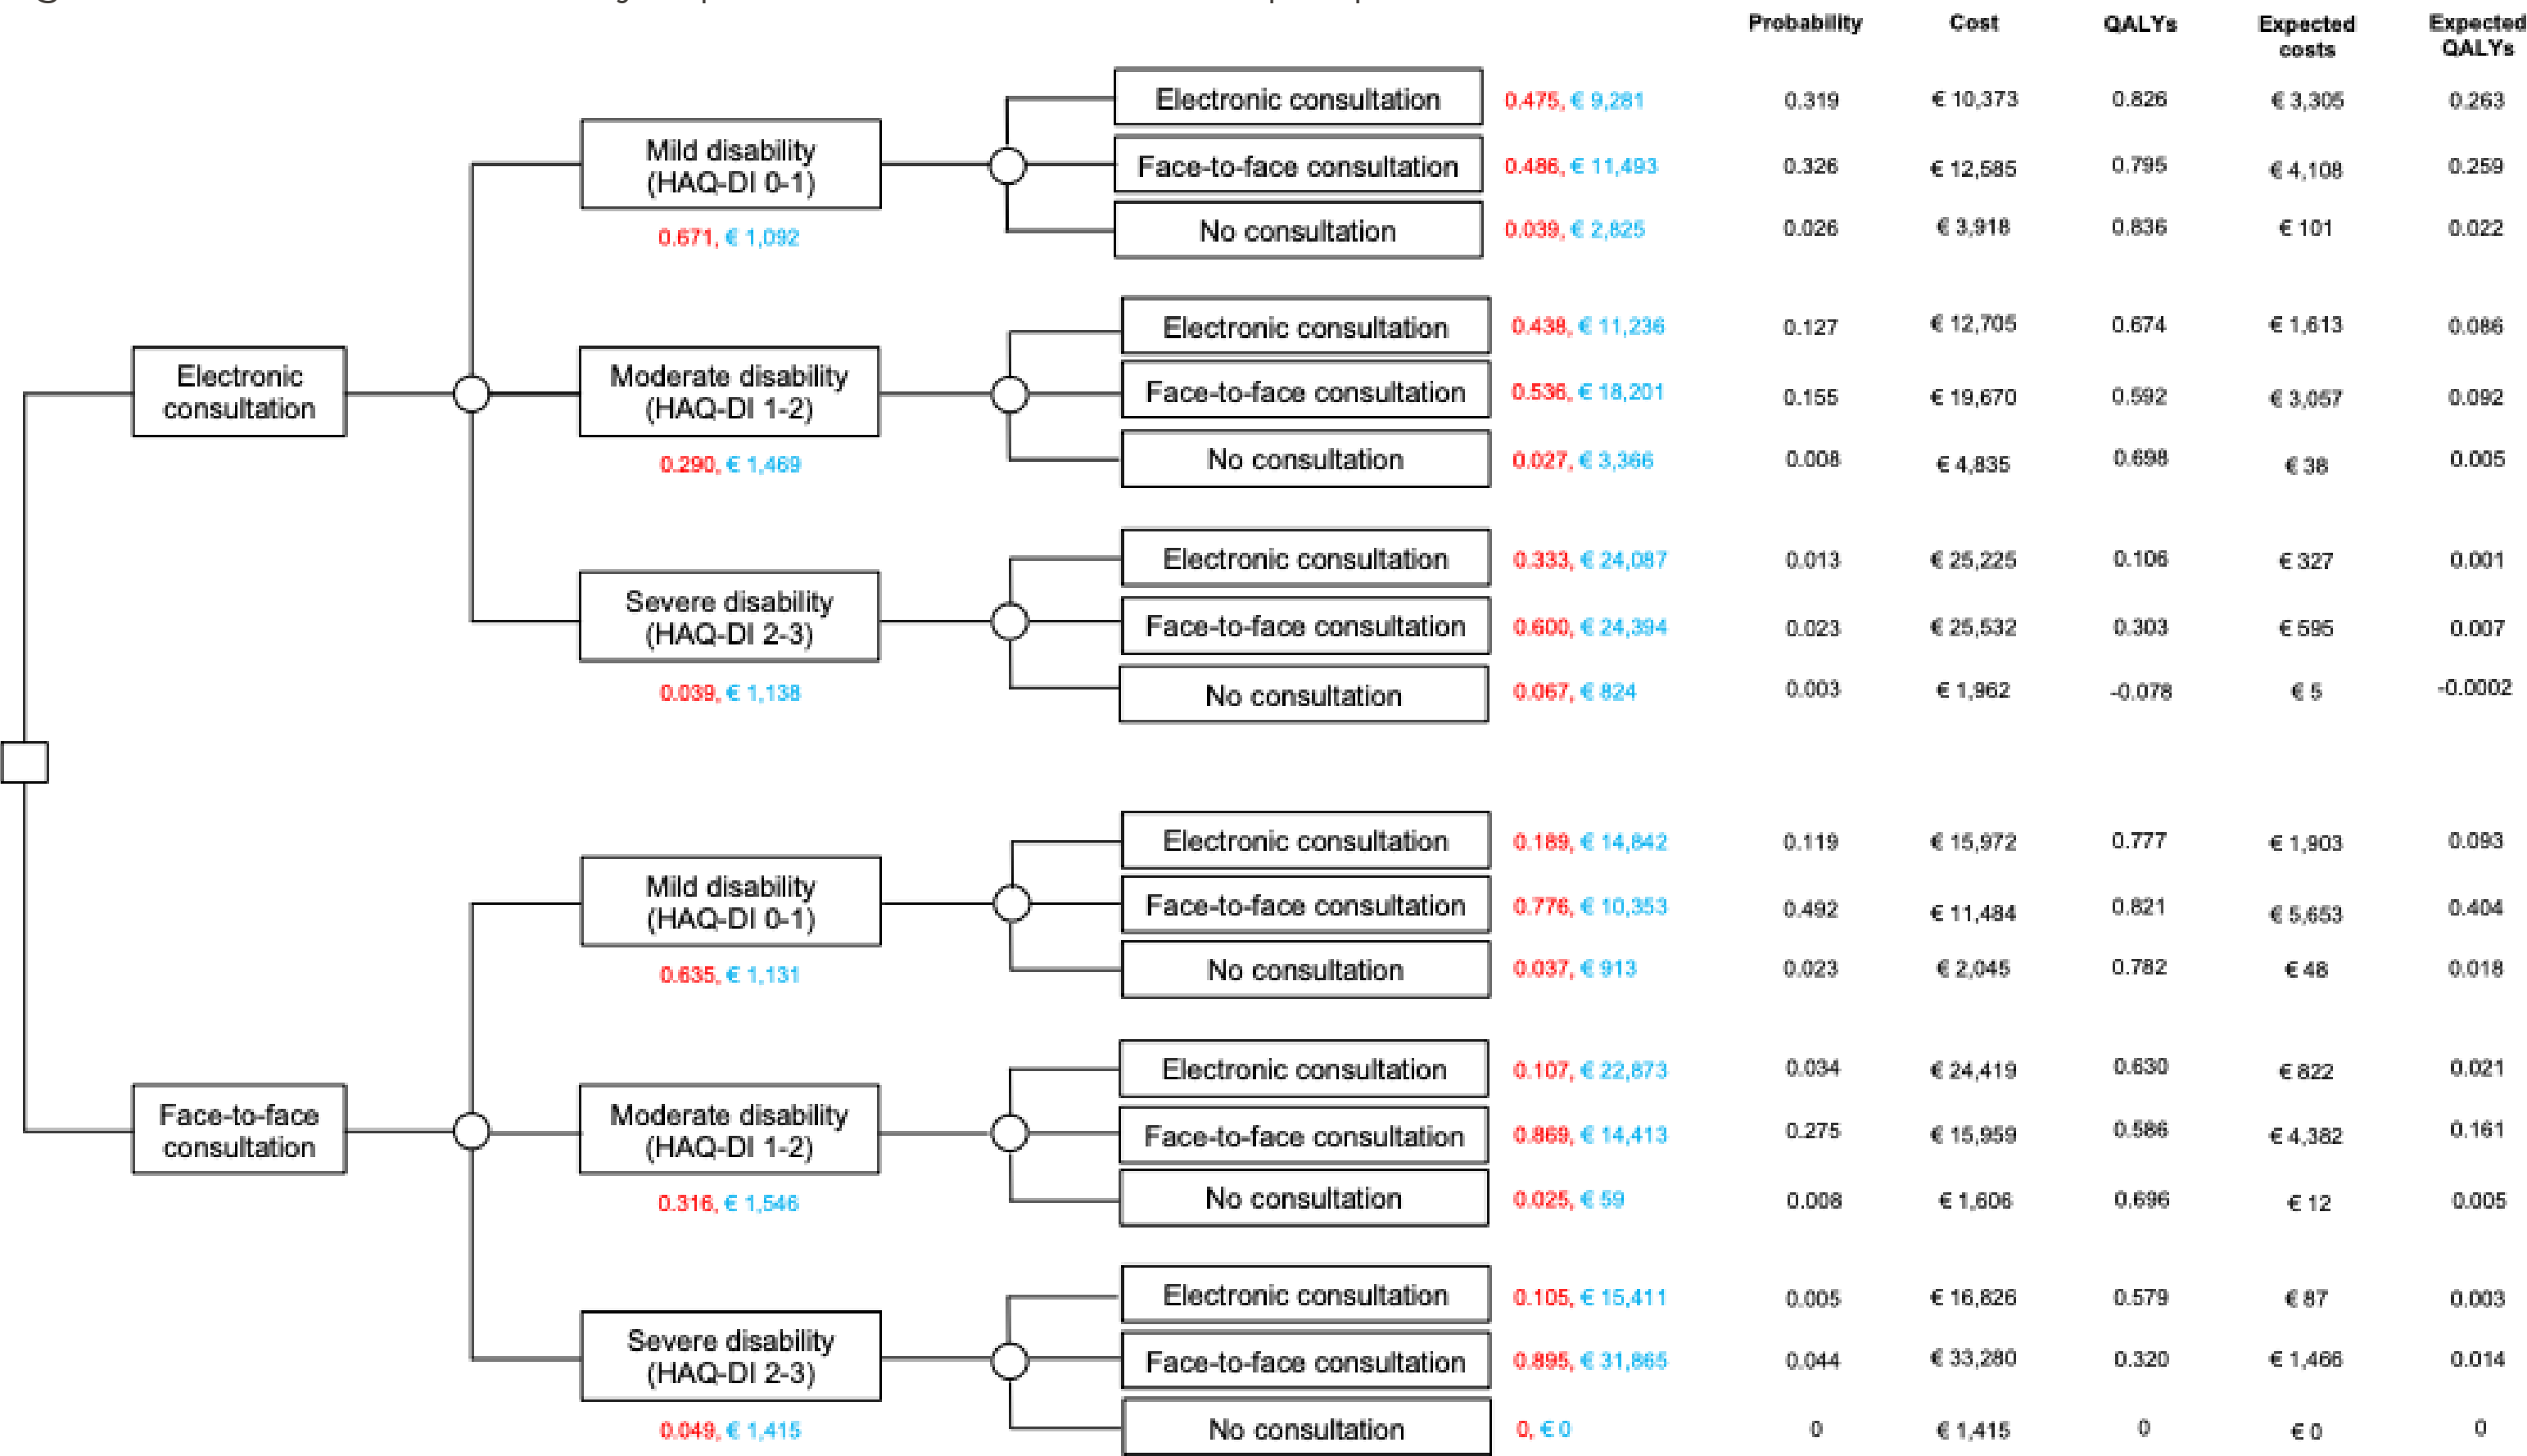 Probability Cost QALYs Expected costs Expected QALYs
Electronic consultation 0.475, € 9,281 0.319 € 10,373 0.826 € 3,305 0.263
Mild disability (HAQ-DI 0-1)
0.671, € 1,092
Face-to-face consultation 0.486, € 11,493 0.326 € 12,585 0.795 € 4,108 0.259
No consultation 0.039, € 2,825 0.026 € 3,918 0.836 € 101 0.022
Electronic consultation 0.438, € 11,236 0.127 € 12,705 0.674 € 1,613 0.086
Electronic consultation
Moderate disability (HAQ-DI 1-2)
0.290, € 1,469
Face-to-face consultation 0.536, € 18,201 0.155 € 19,670 0.592 € 3,057 0.092
No consultation 0.027, € 3,366 0.008 € 4,835 0.698 € 38 0.005
Electronic consultation 0.333, € 24,087 0.013 € 25,225 0.106 € 327 0.001
Severe disability (HAQ-DI 2-3)
0.039, € 1,138
Face-to-face consultation 0.600, € 24,394 0.023 € 25,532 0.303 € 595 0.007
No consultation 0.067, € 824 0.003 € 1,962 -0.078 € 5 -0.0002
Electronic consultation 0.189, € 14,842 0.119 € 15,972 0.777 € 1,903 0.093
Mild disability (HAQ-DI 0-1)
0.635, € 1,131
Face-to-face consultation 0.776, € 10,353 0.492 € 11,484 0.821 € 5,653 0.404
No consultation 0.037, € 913 0.023 € 2,045 0.782 € 48 0.018
Electronic consultation 0.107, € 22,873 0.034 € 24,419 0.630 € 822 0.021
Face-to-face consultation
Moderate disability (HAQ-DI 1-2)
0.316, € 1,546
Face-to-face consultation 0.869, € 14,413 0.275 € 15,959 0.586 € 4,382 0.161
No consultation 0.025, € 59 0.008 € 1,606 0.696 € 12 0.005
Electronic consultation 0.105, € 15,411 0.005 € 16,826 0.579 € 87 0.003
Severe disability (HAQ-DI 2-3)
0.049, € 1,415
Face-to-face consultation 0.895, € 31,865 0.044 € 33,280 0.320 € 1,466 0.014
No consultation 0, € 0 0 € 1,415 0 € 0 0